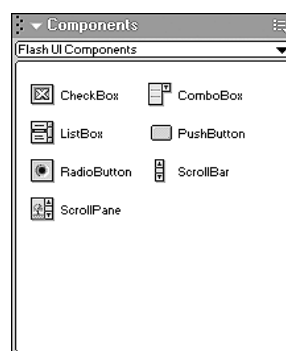 Components
Flash UI Components
CheckBox ComboBox
ListBox PushButton
RadioButton ScrollBar
ScrollPane